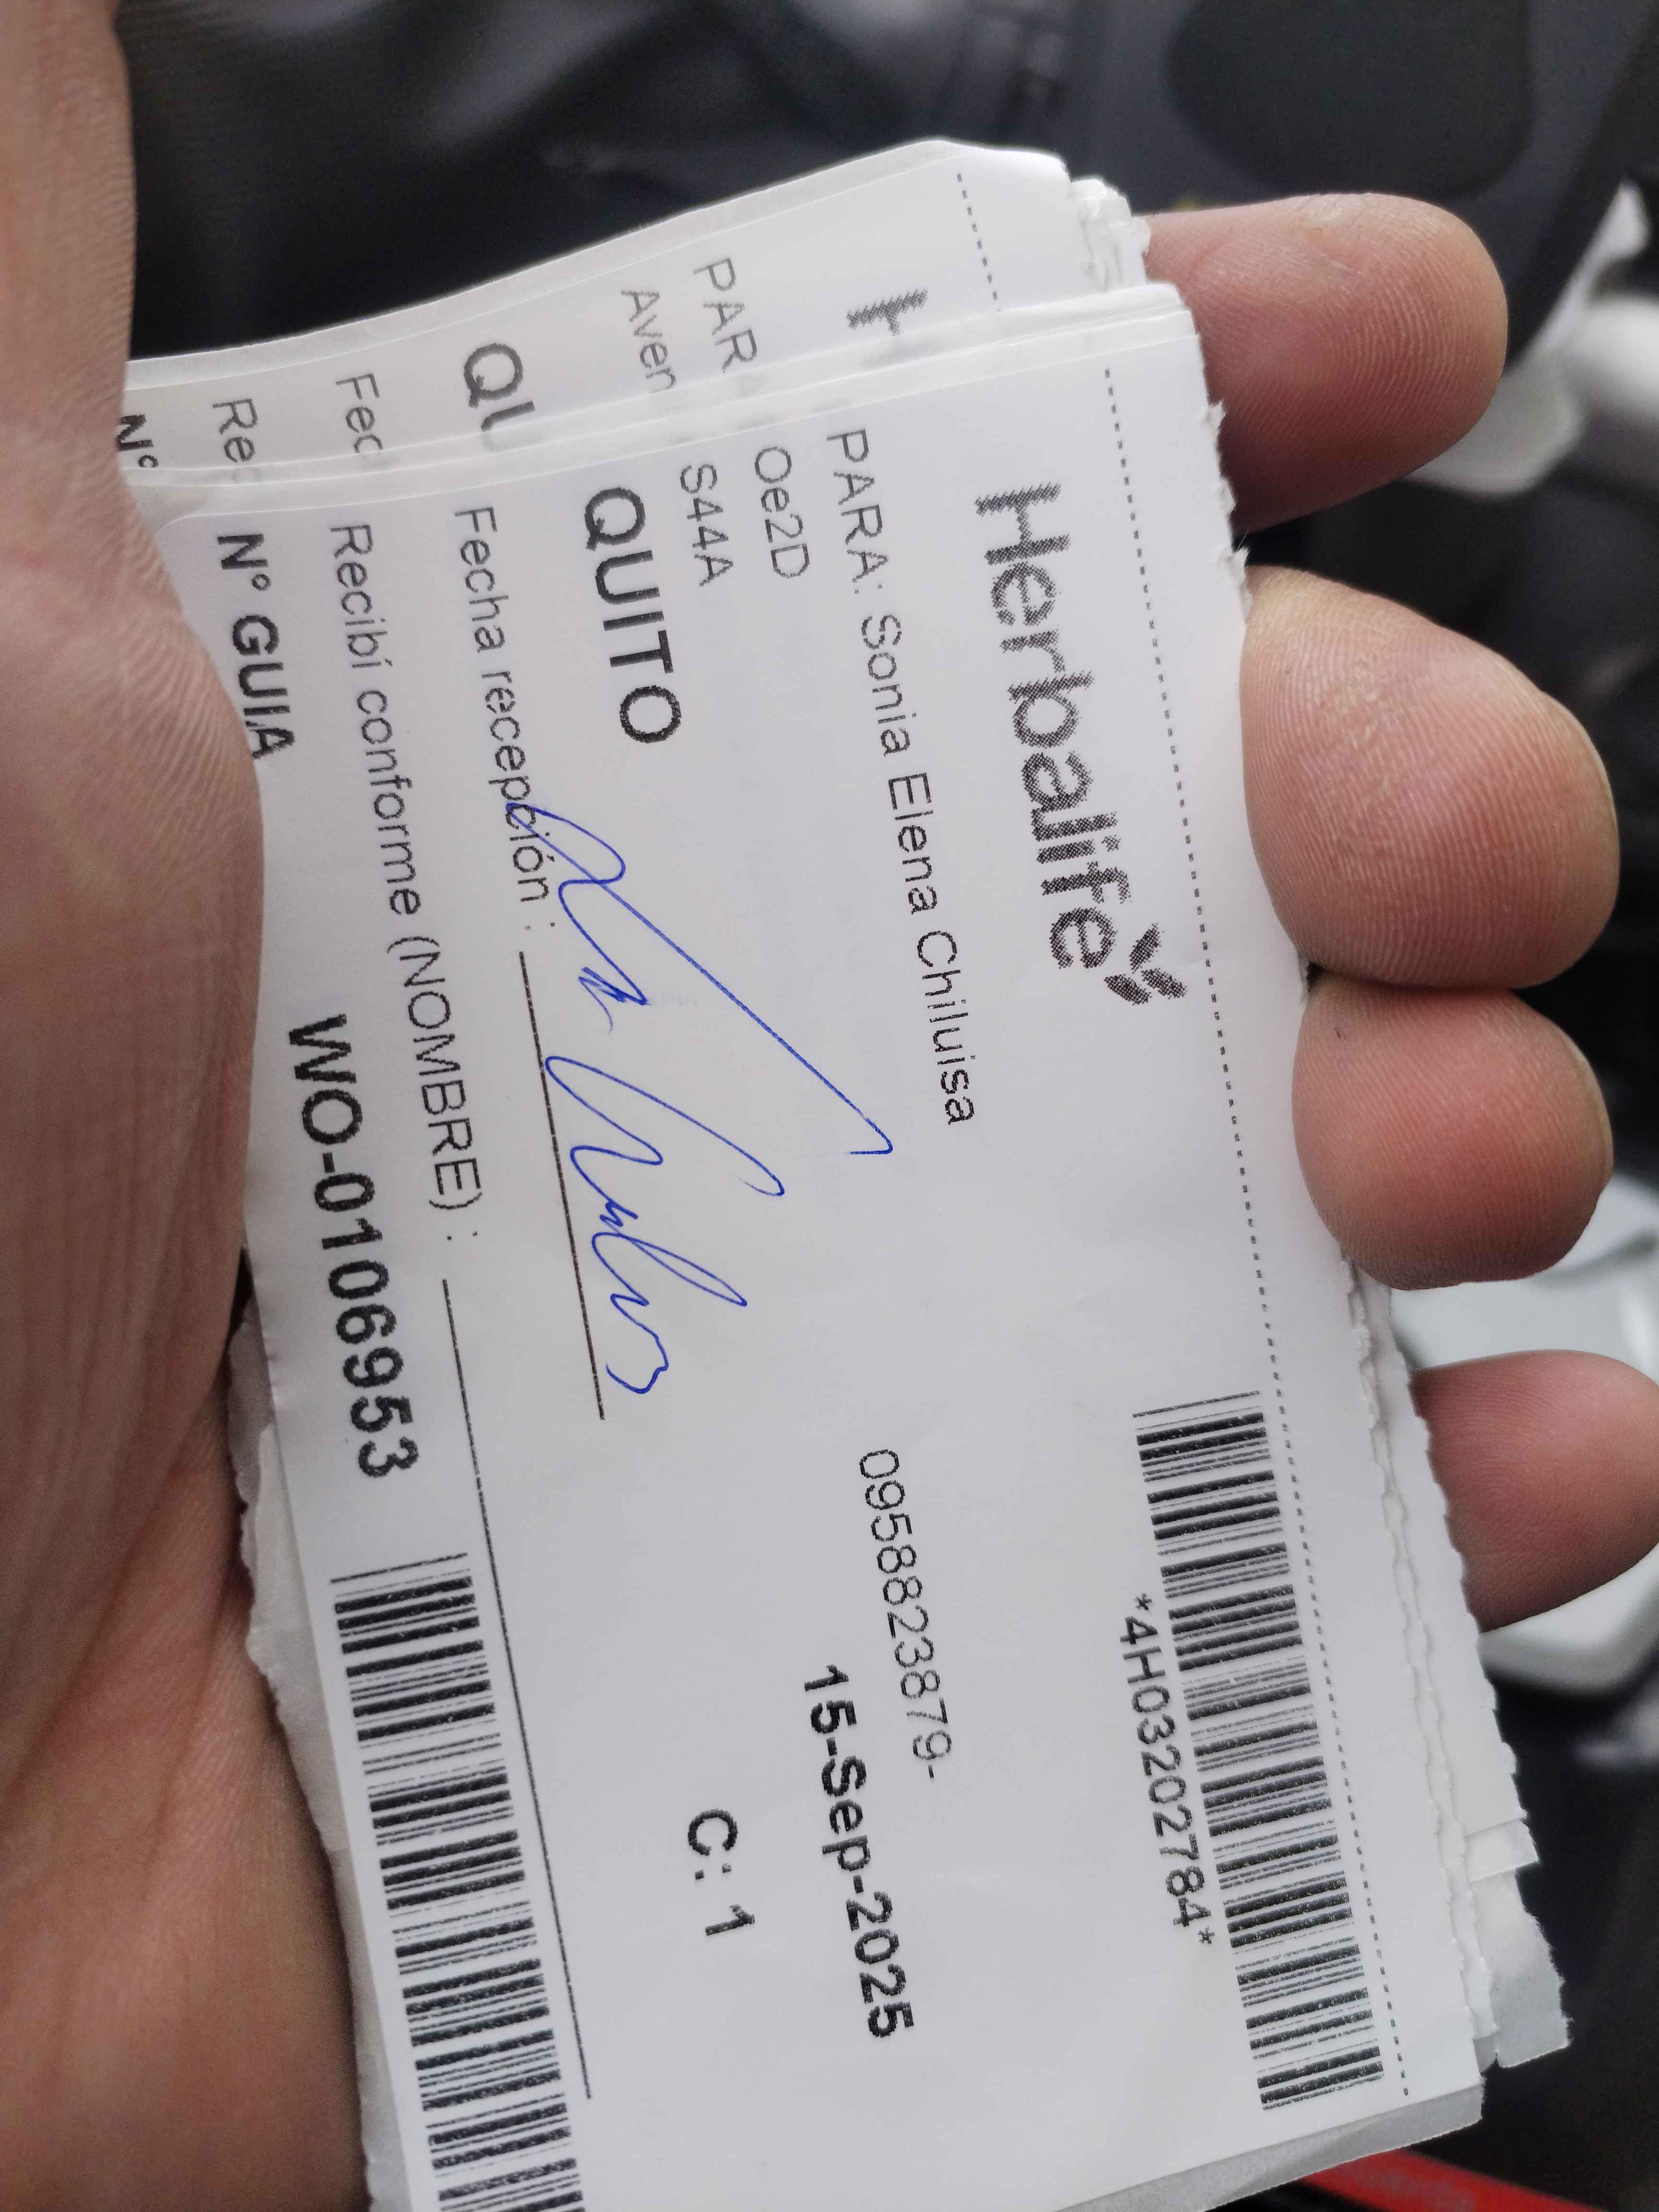 Herbalife
*4H03202784*
PARA: Sonia Elena Chiluisa
0958823879-
Oe2D
15-Sep-2025
S44A
QUITO
C: 1
Fecha recepción :
Recibí conforme (NOMBRE) :
N° GUIA
WO-0106953
H
PAR
Aven
QU
Fec
Re
N°